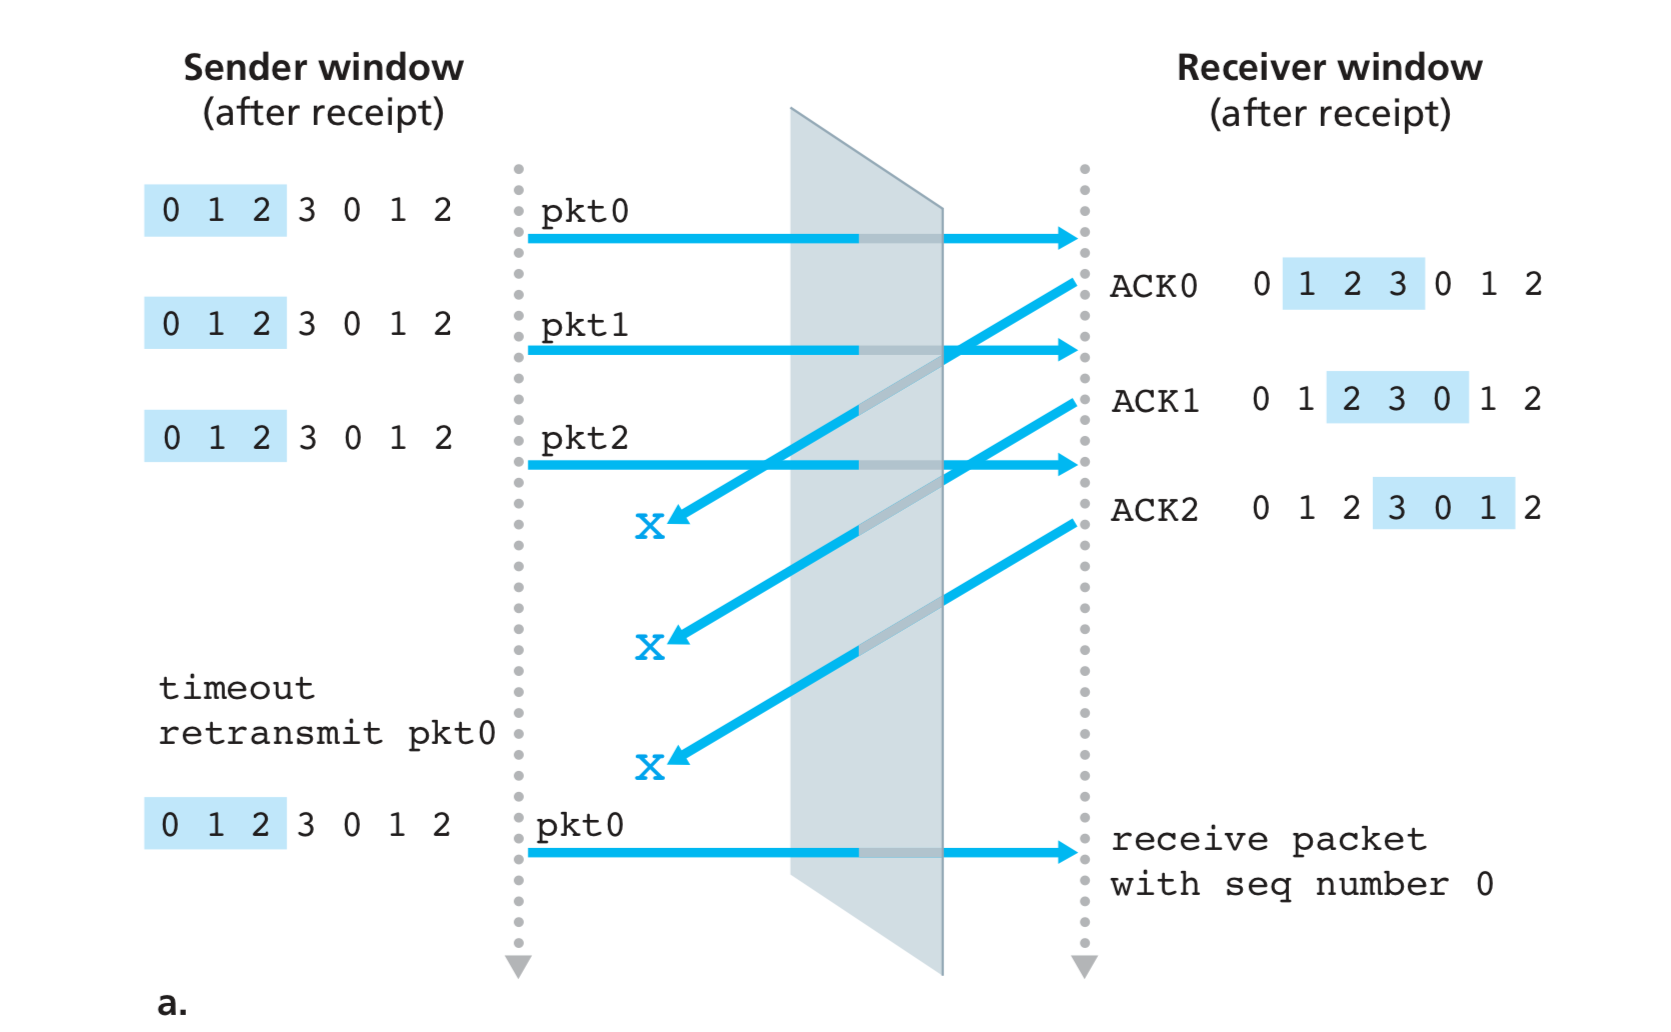 Sender window
(after receipt)
Receiver window
(after receipt)
0 1 2 3 0 1 2
pkt0
ACK0 0 1 2 3 0 1 2
0 1 2 3 0 1 2
pkt1
ACK1 0 1 2 3 0 1 2
0 1 2 3 0 1 2
pkt2
ACK2 0 1 2 3 0 1 2
x
x
timeout
retransmit pkt0
x
0 1 2 3 0 1 2
pkt0
receive packet
with seq number 0
a.